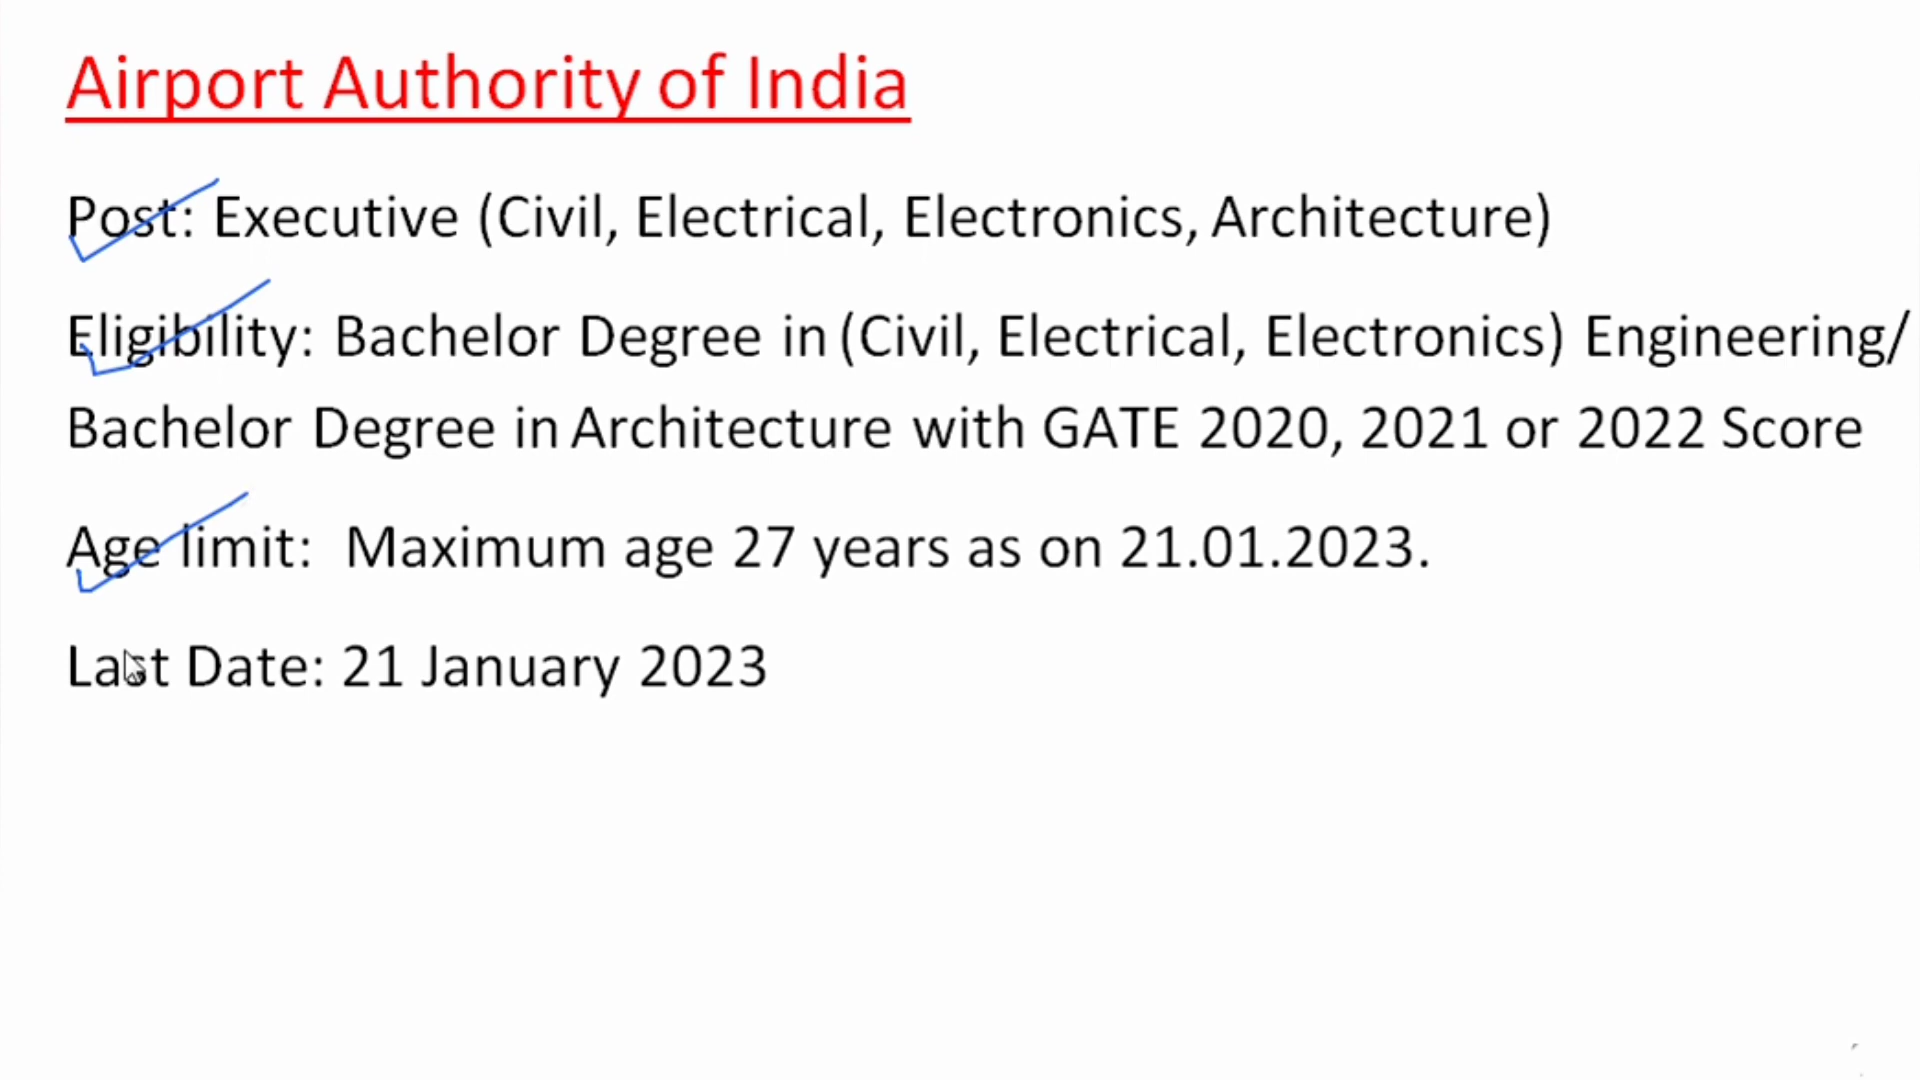 Airport Authority of India
Post: Executive (Civil, Electrical, Electronics, Architecture)
Eligibility: Bachelor Degree in (Civil, Electrical, Electronics) Engineering/
Bachelor Degree in Architecture with GATE 2020, 2021 or 2022 Score
Age limit: Maximum age 27 years as on 21.01.2023.
Last Date: 21 January 2023